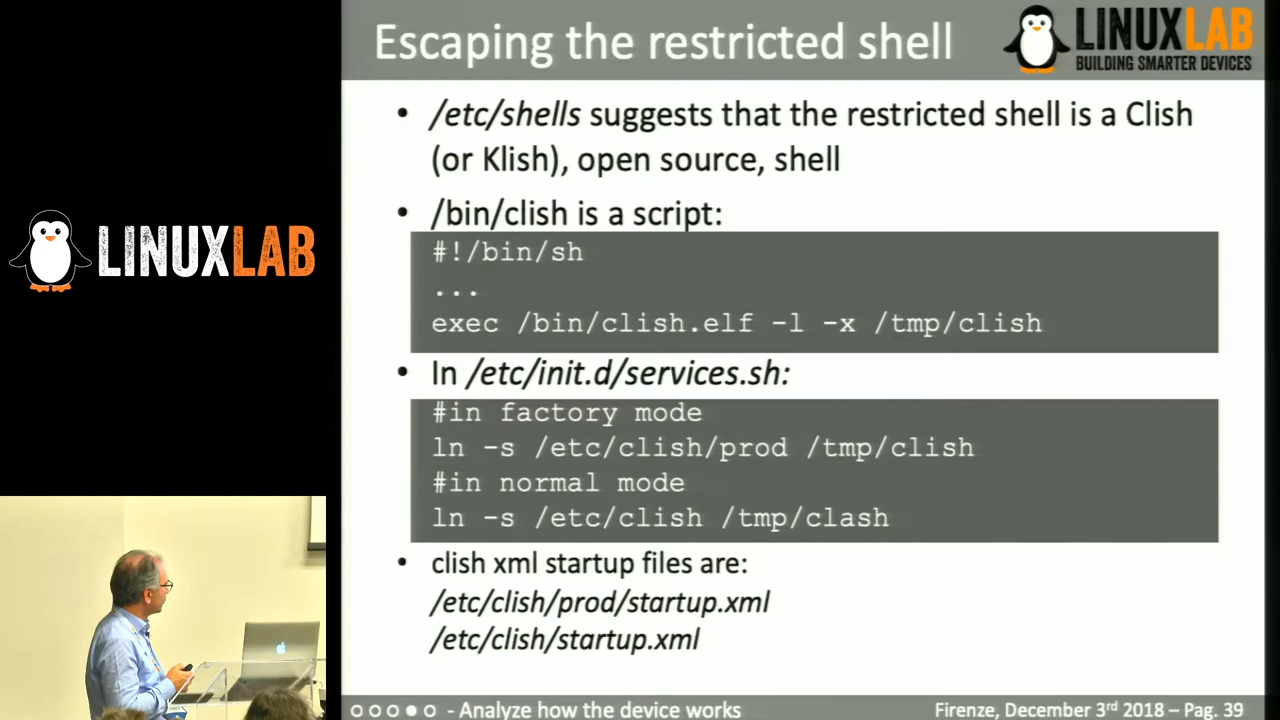 Escaping the restricted shell
LINUXLAB
BUILDING SMARTER DEVICES
• /etc/shells suggests that the restricted shell is a Clish
(or Klish), open source, shell
• /bin/clish is a script:
#!/bin/sh
...
exec /bin/clish.elf -l -x /tmp/clish
• In /etc/init.d/services.sh:
#in factory mode
ln -s /etc/clish/prod /tmp/clish
#in normal mode
ln -s /etc/clish /tmp/clash
• clish xml startup files are:
/etc/clish/prod/startup.xml
/etc/clish/startup.xml
- Analyze how the device works
Firenze, December 3rd 2018 – Pag. 39
LINUXLAB